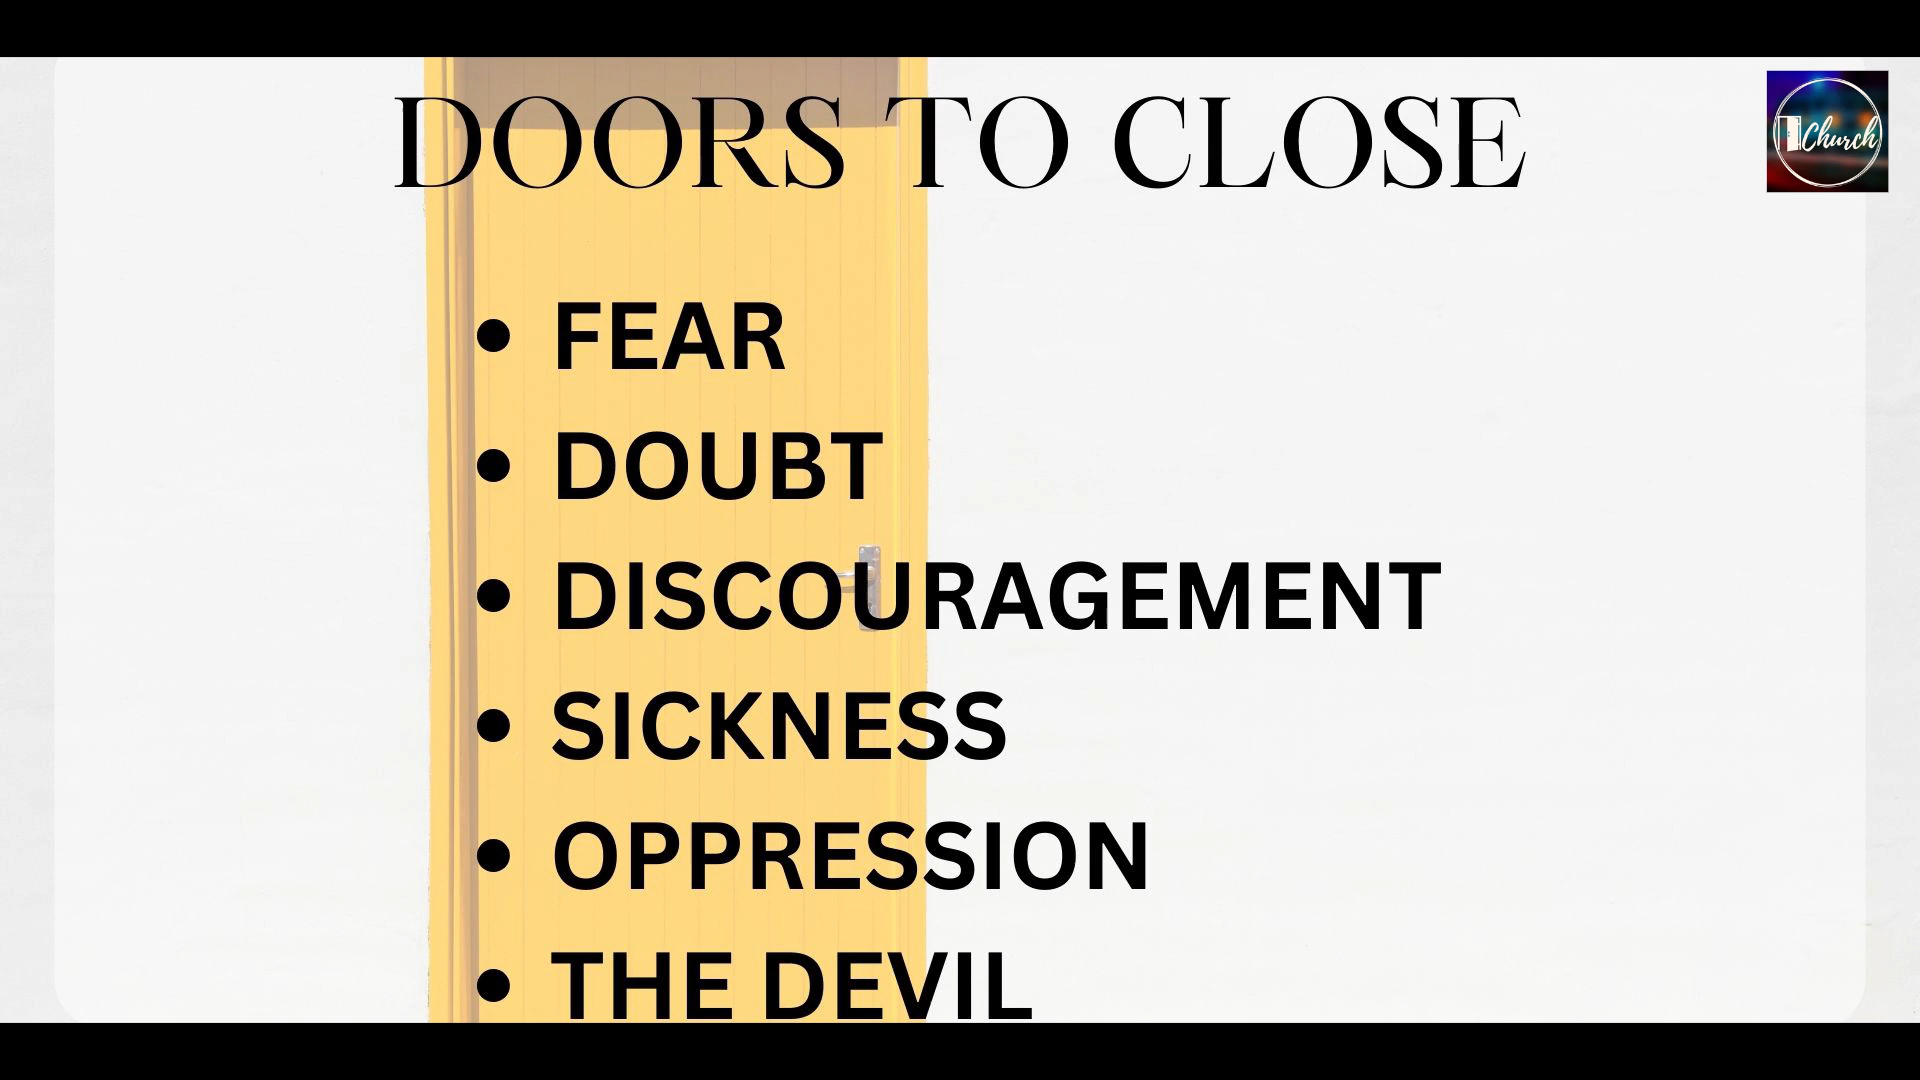 DOORS TO CLOSE
Church
• FEAR
• DOUBT
• DISCOURAGEMENT
• SICKNESS
• OPPRESSION
• THE DEVIL